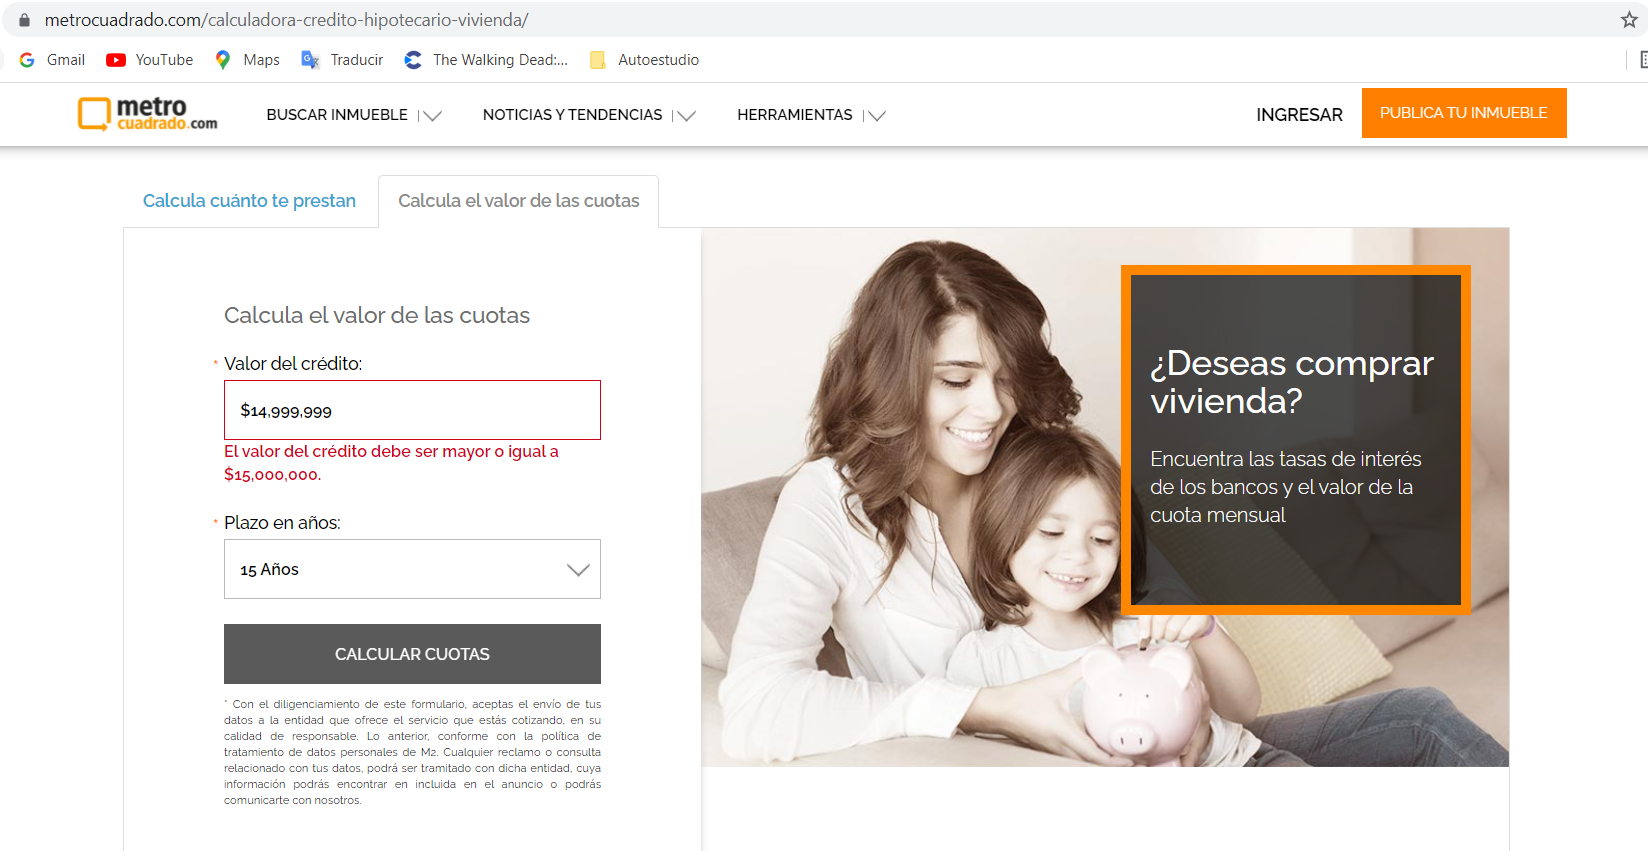 metrocuadrado.com/calculadora-credito-hipotecario-vivienda/
Gmail YouTube Maps Traducir The Walking Dead:... Autoestudio
metro
cuadrado.com
BUSCAR INMUEBLE NOTICIAS Y TENDENCIAS HERRAMIENTAS INGRESAR PUBLICA TU INMUEBLE
Calcula cuánto te prestan Calcula el valor de las cuotas
Calcula el valor de las cuotas
* Valor del crédito:
$14,999,999
El valor del crédito debe ser mayor o igual a
$15,000,000.
* Plazo en años:
15 Años
CALCULAR CUOTAS
* Con el diligenciamiento de este formulario, aceptas el envío de tus
datos a la entidad que ofrece el servicio que estás cotizando, en su
calidad de responsable. Lo anterior, conforme con la política de
tratamiento de datos personales de M2. Cualquier reclamo o consulta
relacionado con tus datos, podrá ser tramitado con dicha entidad, cuya
información podrás encontrar en incluida en el anuncio o podrás
comunicarte con nosotros.
¿Deseas comprar
vivienda?
Encuentra las tasas de interés
de los bancos y el valor de la
cuota mensual